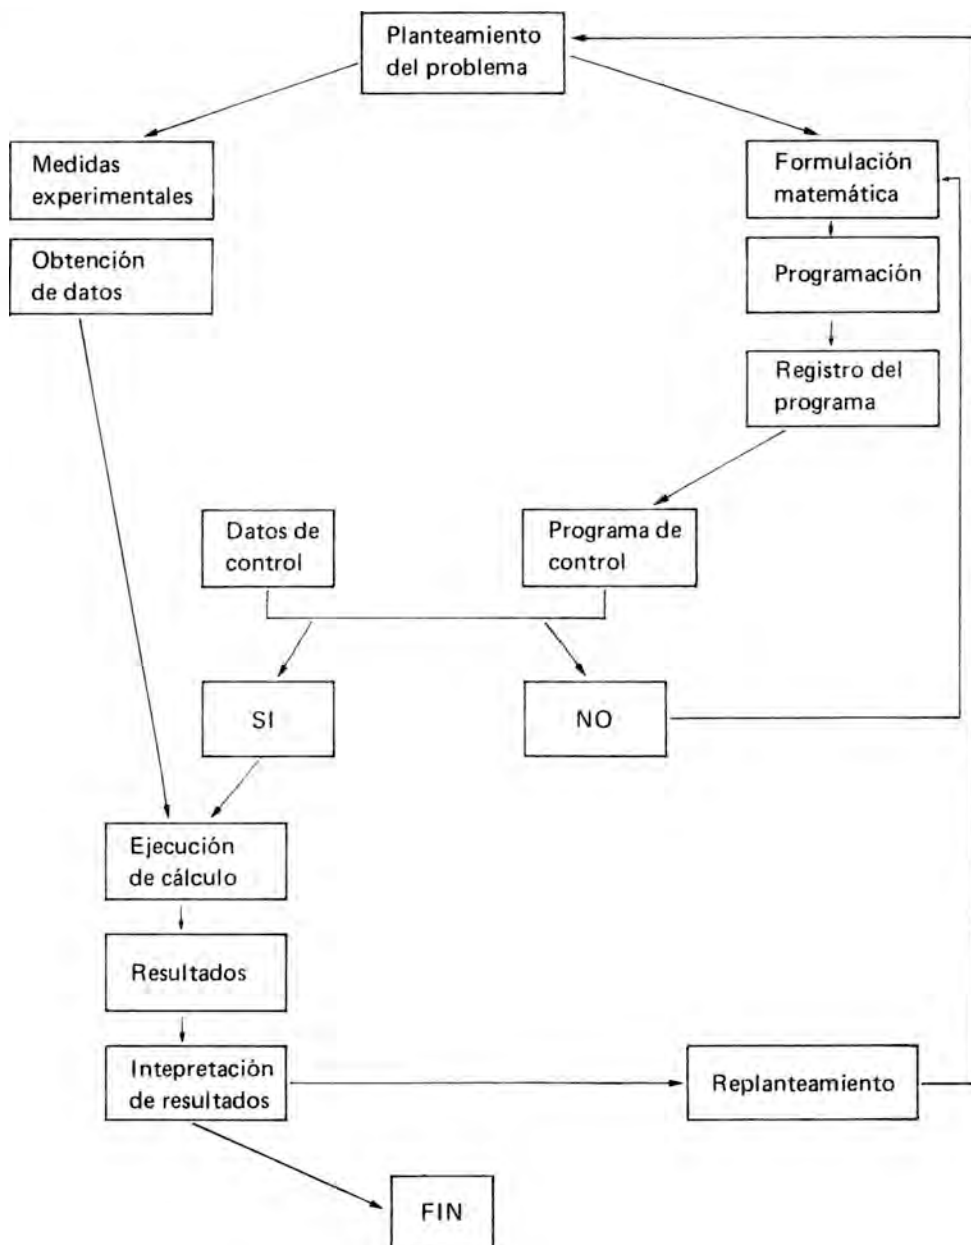 Planteamiento
del problema
Medidas
experimentales
Formulación
matemática
Obtención
de datos
Programación
Registro del
programa
Datos de
control
Programa de
control
SI
NO
Ejecución
de cálculo
Resultados
Intepretación
de resultados
Replanteamiento
FIN